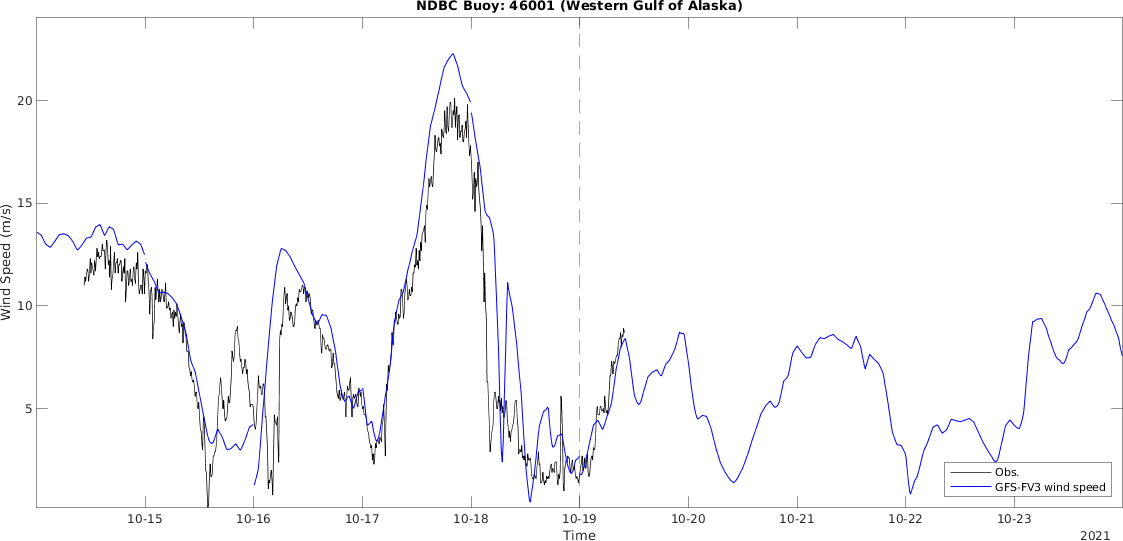 NDBC Buoy: 46001 (Western Gulf of Alaska)
Wind Speed (m/s)
20
15
10
5
10-15 10-16 10-17 10-18 10-19 10-20 10-21 10-22 10-23
Time
2021
Obs.
GFS-FV3 wind speed